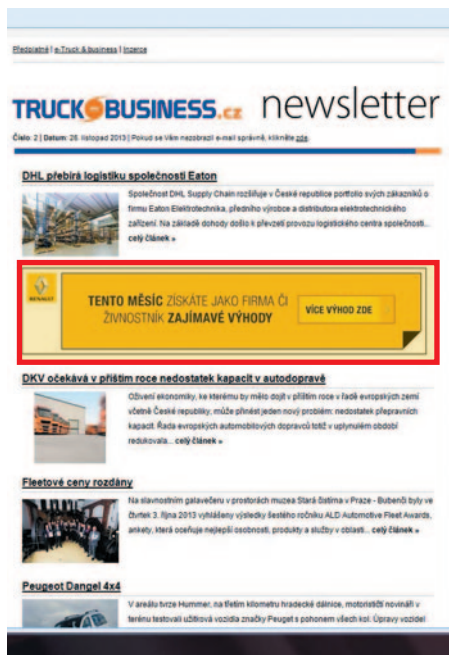 Předplatné | e-Truck & business | Inzerce
TRUCK BUSINESS.cz newsletter
Číslo: 2 | Datum: 26. listopad 2013 | Pokud se Vám nezobrazil e-mail správně, klikněte zde.
DHL přebírá logistiku společnosti Eaton
Společnost DHL Supply Chain rozšiřuje v České republice portfolio svých zákazníků o
firmu Eaton Elektrotechnika, předního výrobce a distributora elektrotechnického
zařízení. Na základě dohody došlo k převzetí provozu logistického centra společnosti...
celý článek »
RENAULT
TENTO MĚSÍC ZÍSKÁTE JAKO FIRMA ČI
ŽIVNOSTNÍK ZAJÍMAVÉ VÝHODY
VÍCE VÝHOD ZDE
DKV očekává v příštím roce nedostatek kapacit v autodopravě
Oživení ekonomiky, ke kterému by mělo dojít v příštím roce v řadě evropských zemí
včetně České republiky, může přinést jeden nový problém: nedostatek přepravních
kapacit. Řada evropských automobilových dopravců totiž v uplynulém období
redukovala... celý článek »
Fleetové ceny rozdány
Na slavnostním galavečeru v prostorách muzea Stará čistírna v Praze - Bubenči byly ve
čtvrtek 3. října 2013 vyhlášeny výsledky šestého ročníku ALD Automotive Fleet Awards,
ankety, která oceňuje nejlepší osobnosti, produkty a služby v oblasti... celý článek »
Peugeot Dangel 4x4
V areálu tvrze Hummer, na třetím kilometru hradecké dálnice, motorističtí novináři v
terénu testovali užitková vozidla značky Peuget s pohonem všech kol. Úpravy vozidel